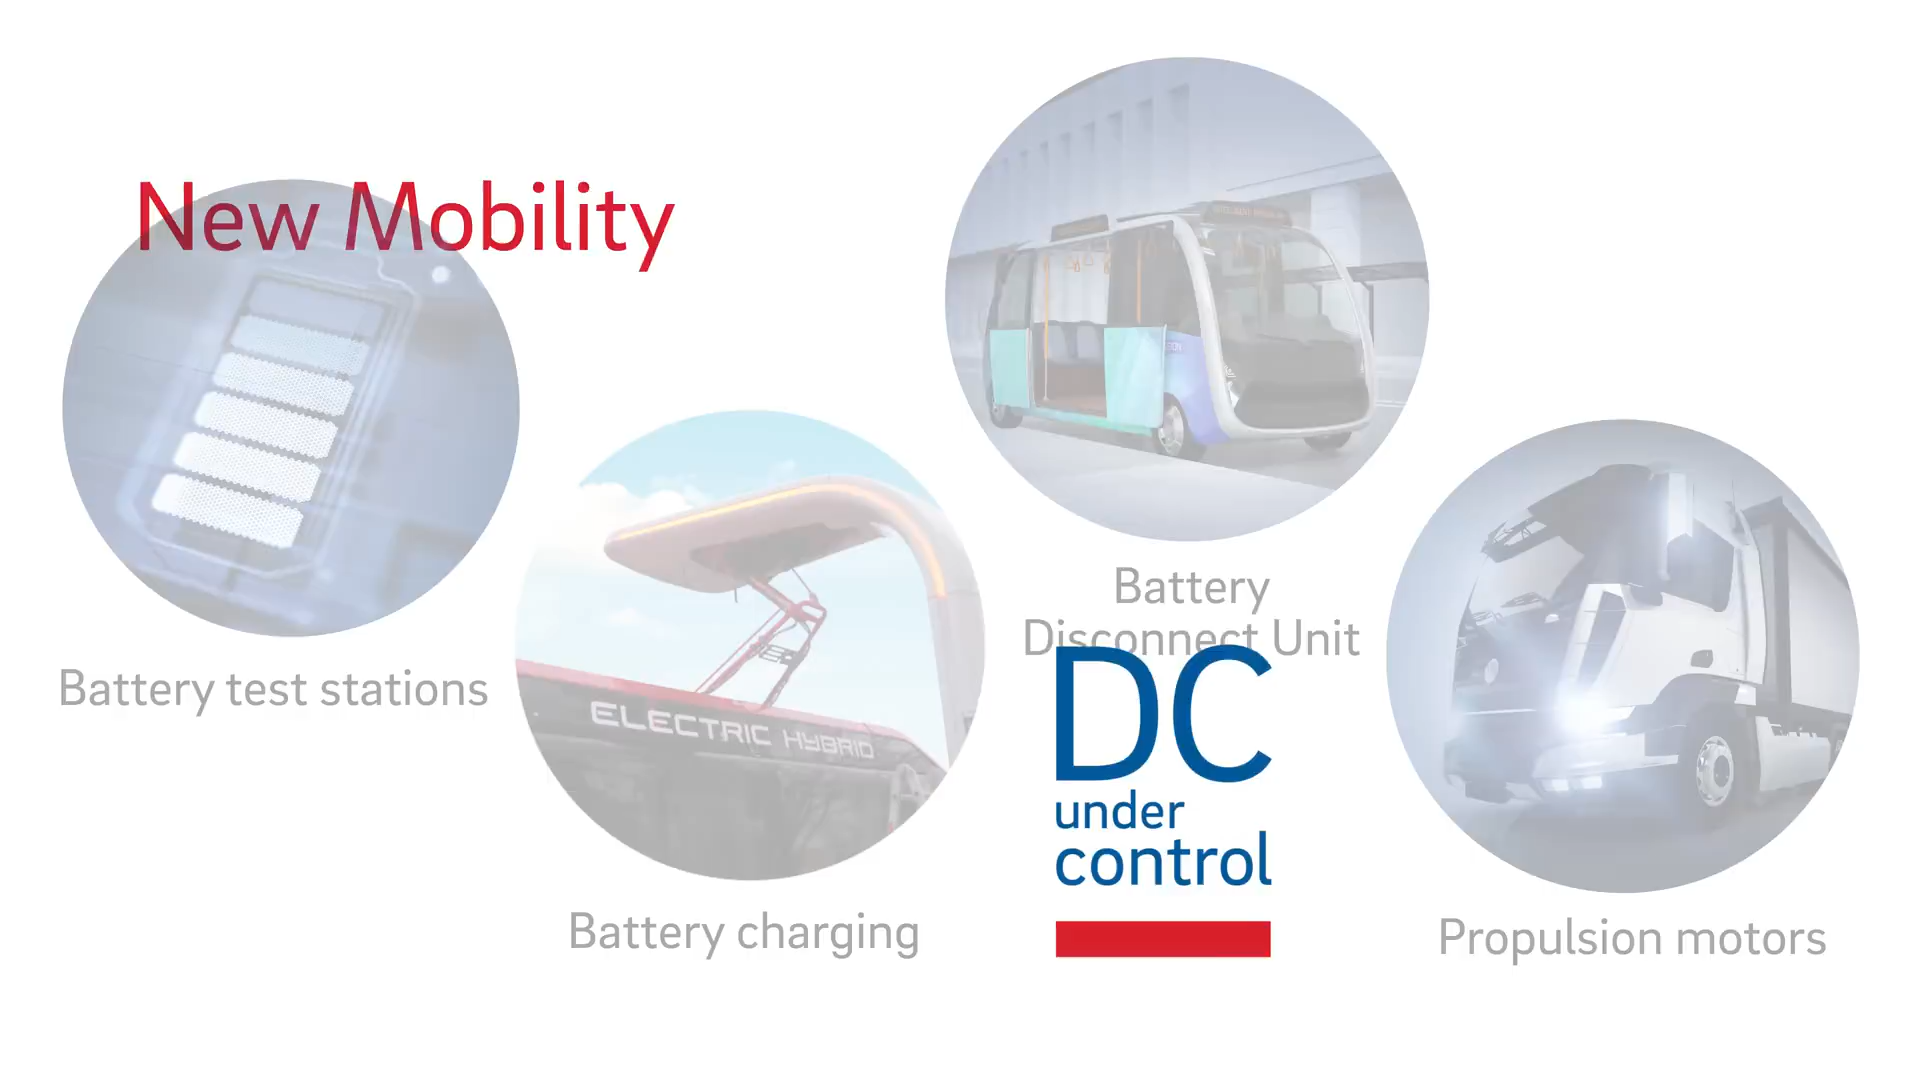 New Mobility
Battery test stations
ELECTRIC HYBRID
Battery charging
Battery
Disconnect Unit
DC
under
control
Propulsion motors